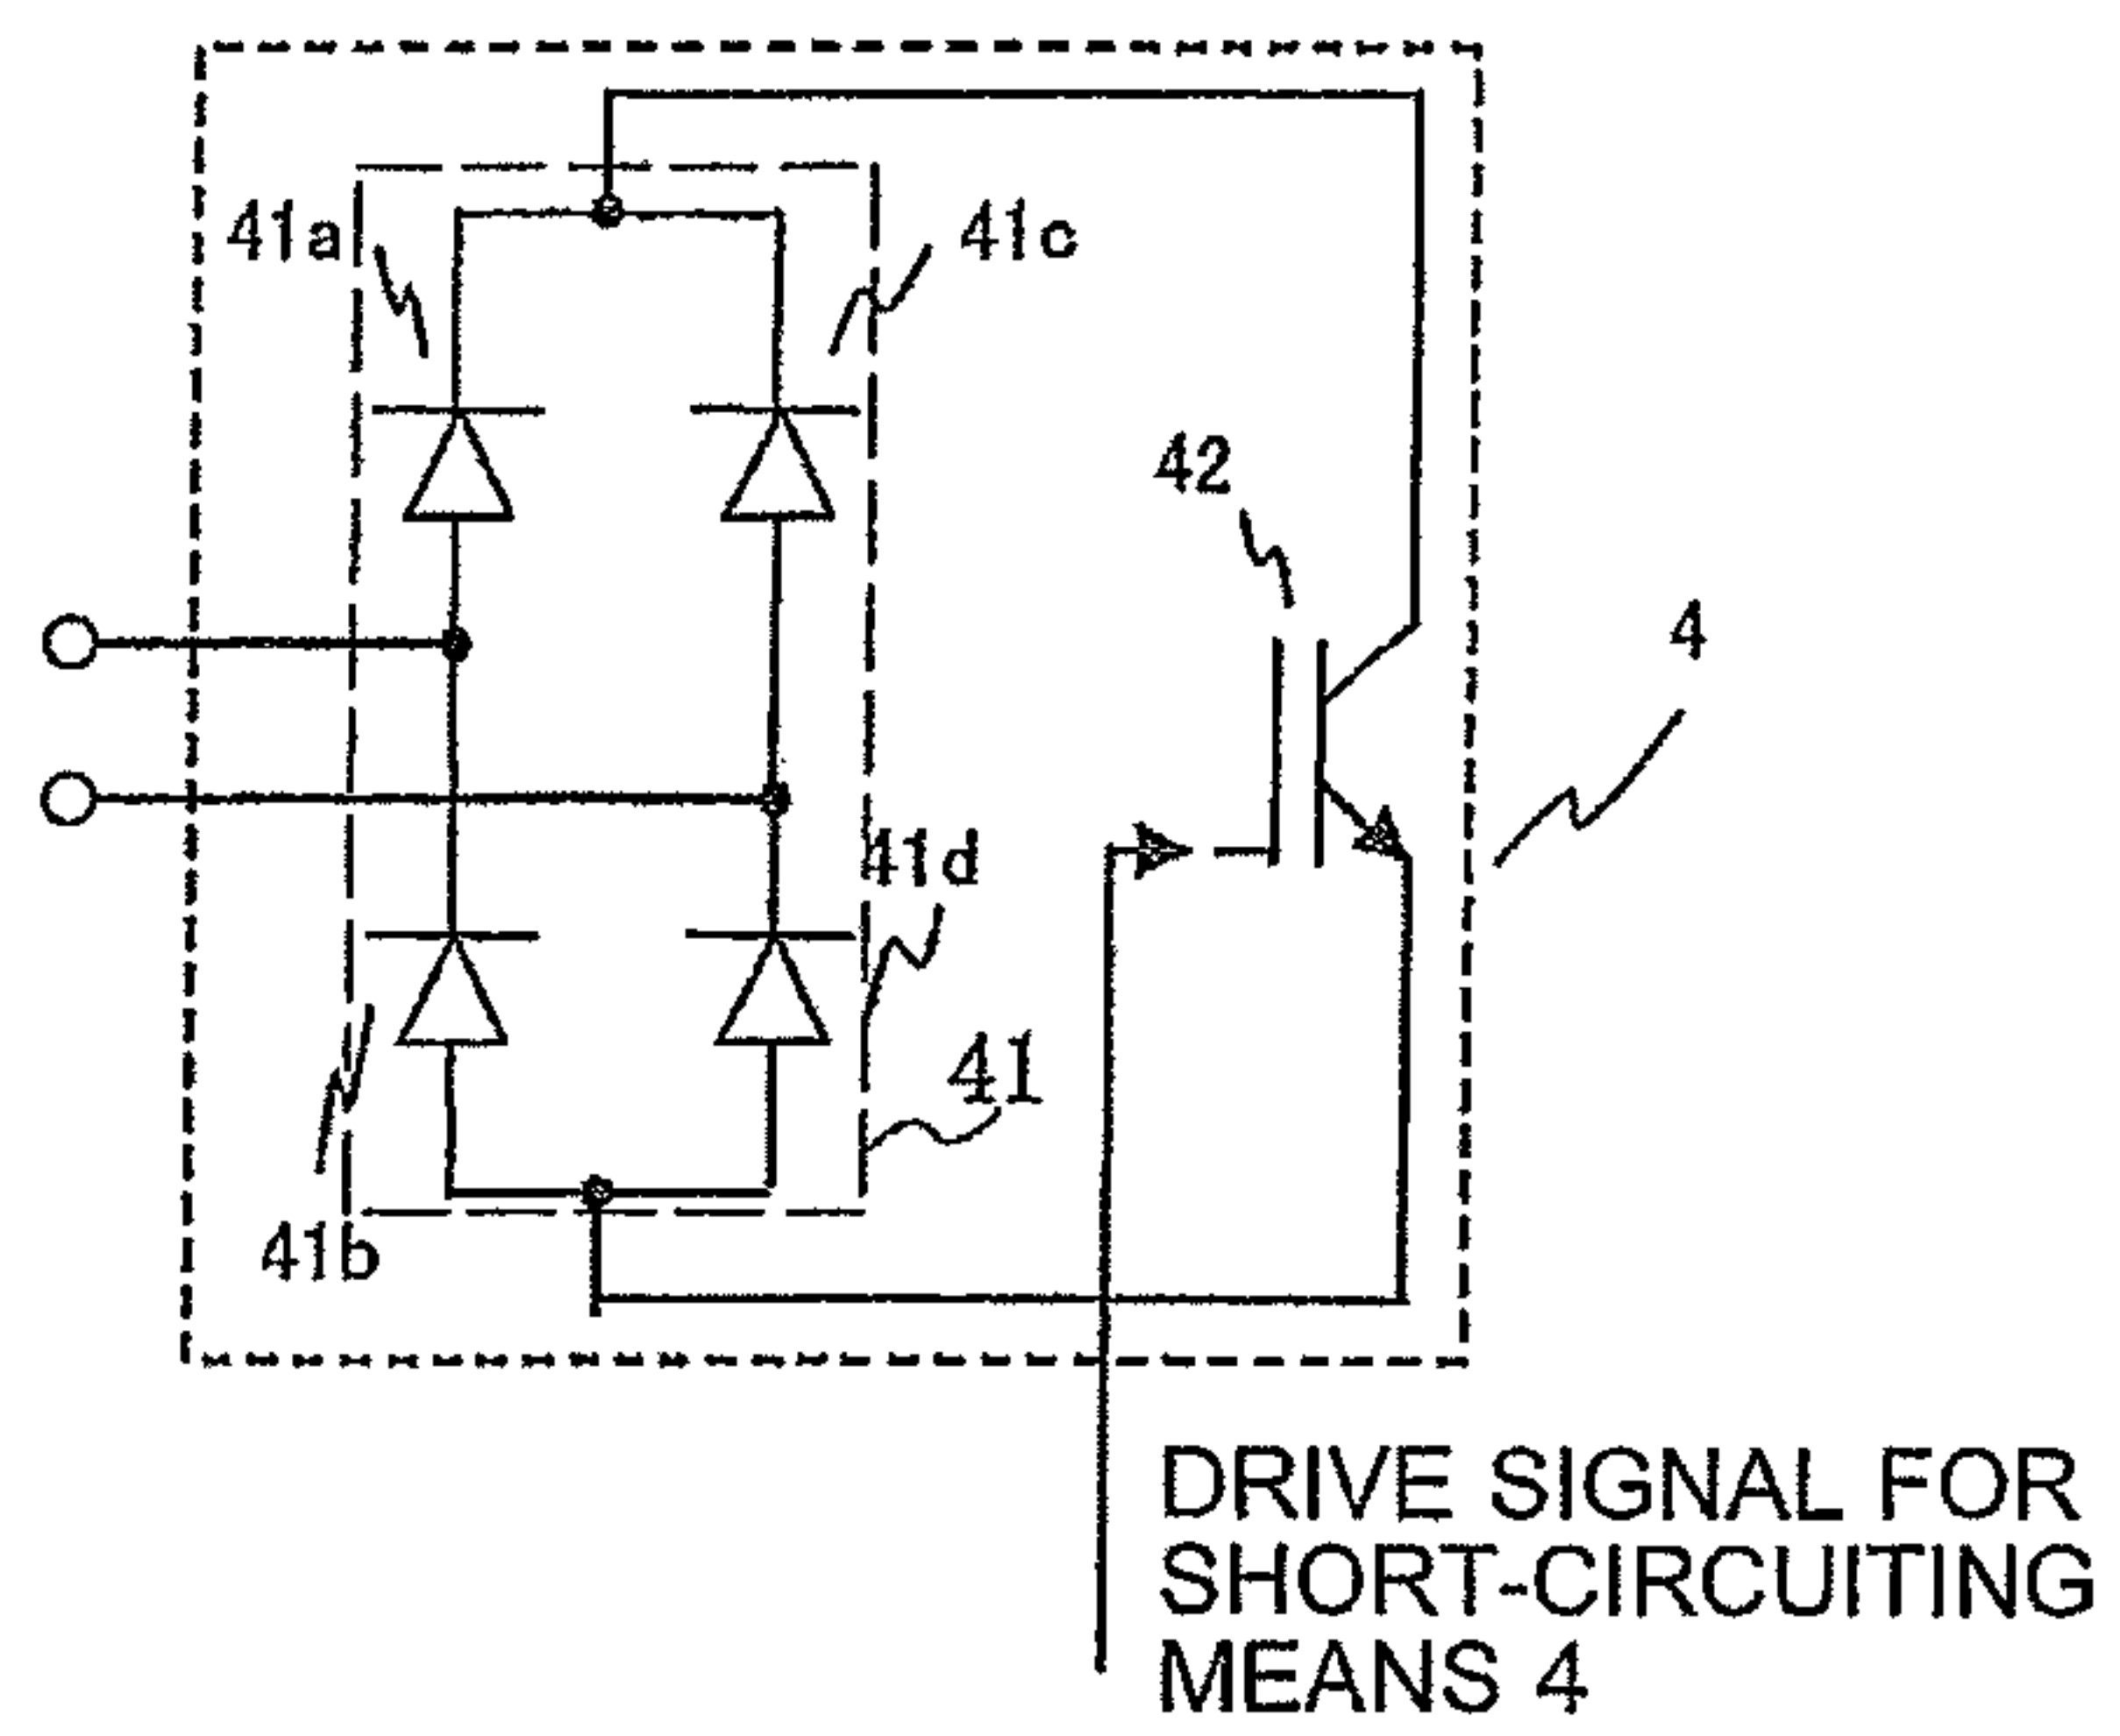 41a
41c
42
4
41d
41
41b
DRIVE SIGNAL FOR
SHORT-CIRCUITING
MEANS 4